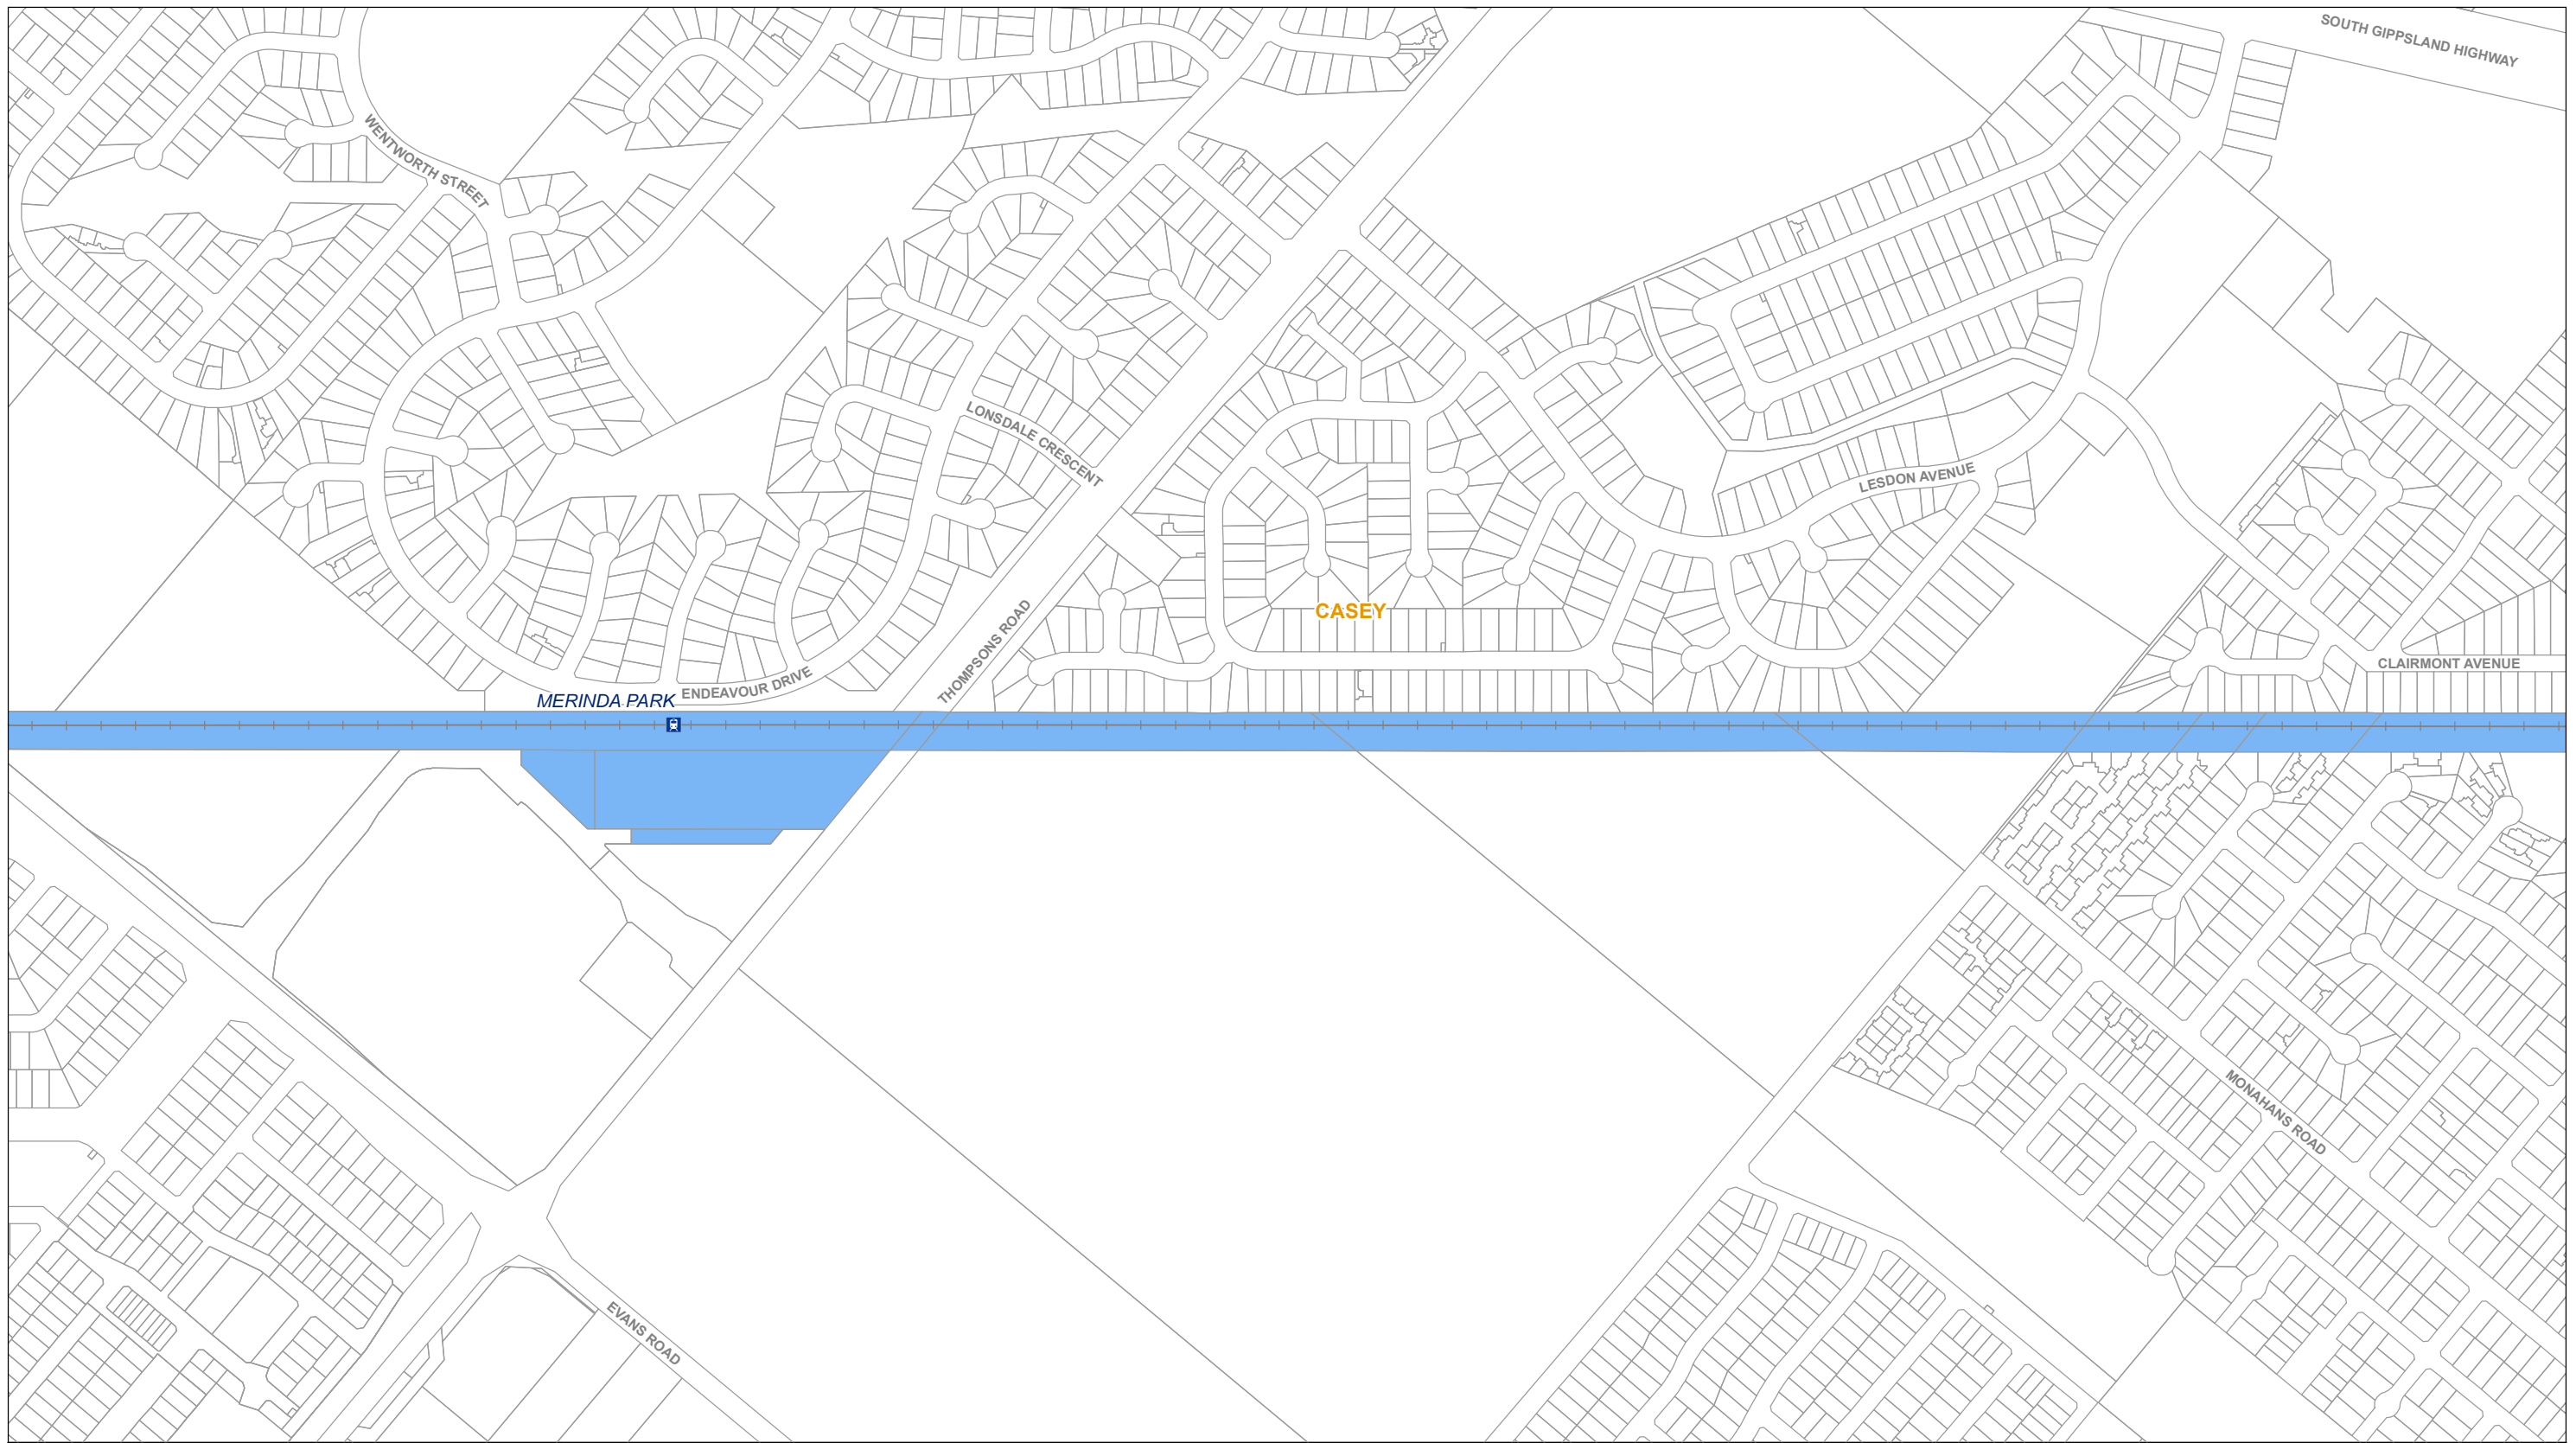 SOUTH GIPPSLAND HIGHWAY
WENTWORTH STREET
LONSDALE CRESCENT
LESDON AVENUE
CASEY
THOMPSONS ROAD
CLAIRMONT AVENUE
ENDEAVOUR DRIVE
MERINDA PARK
MONAHANS ROAD
EVANS ROAD